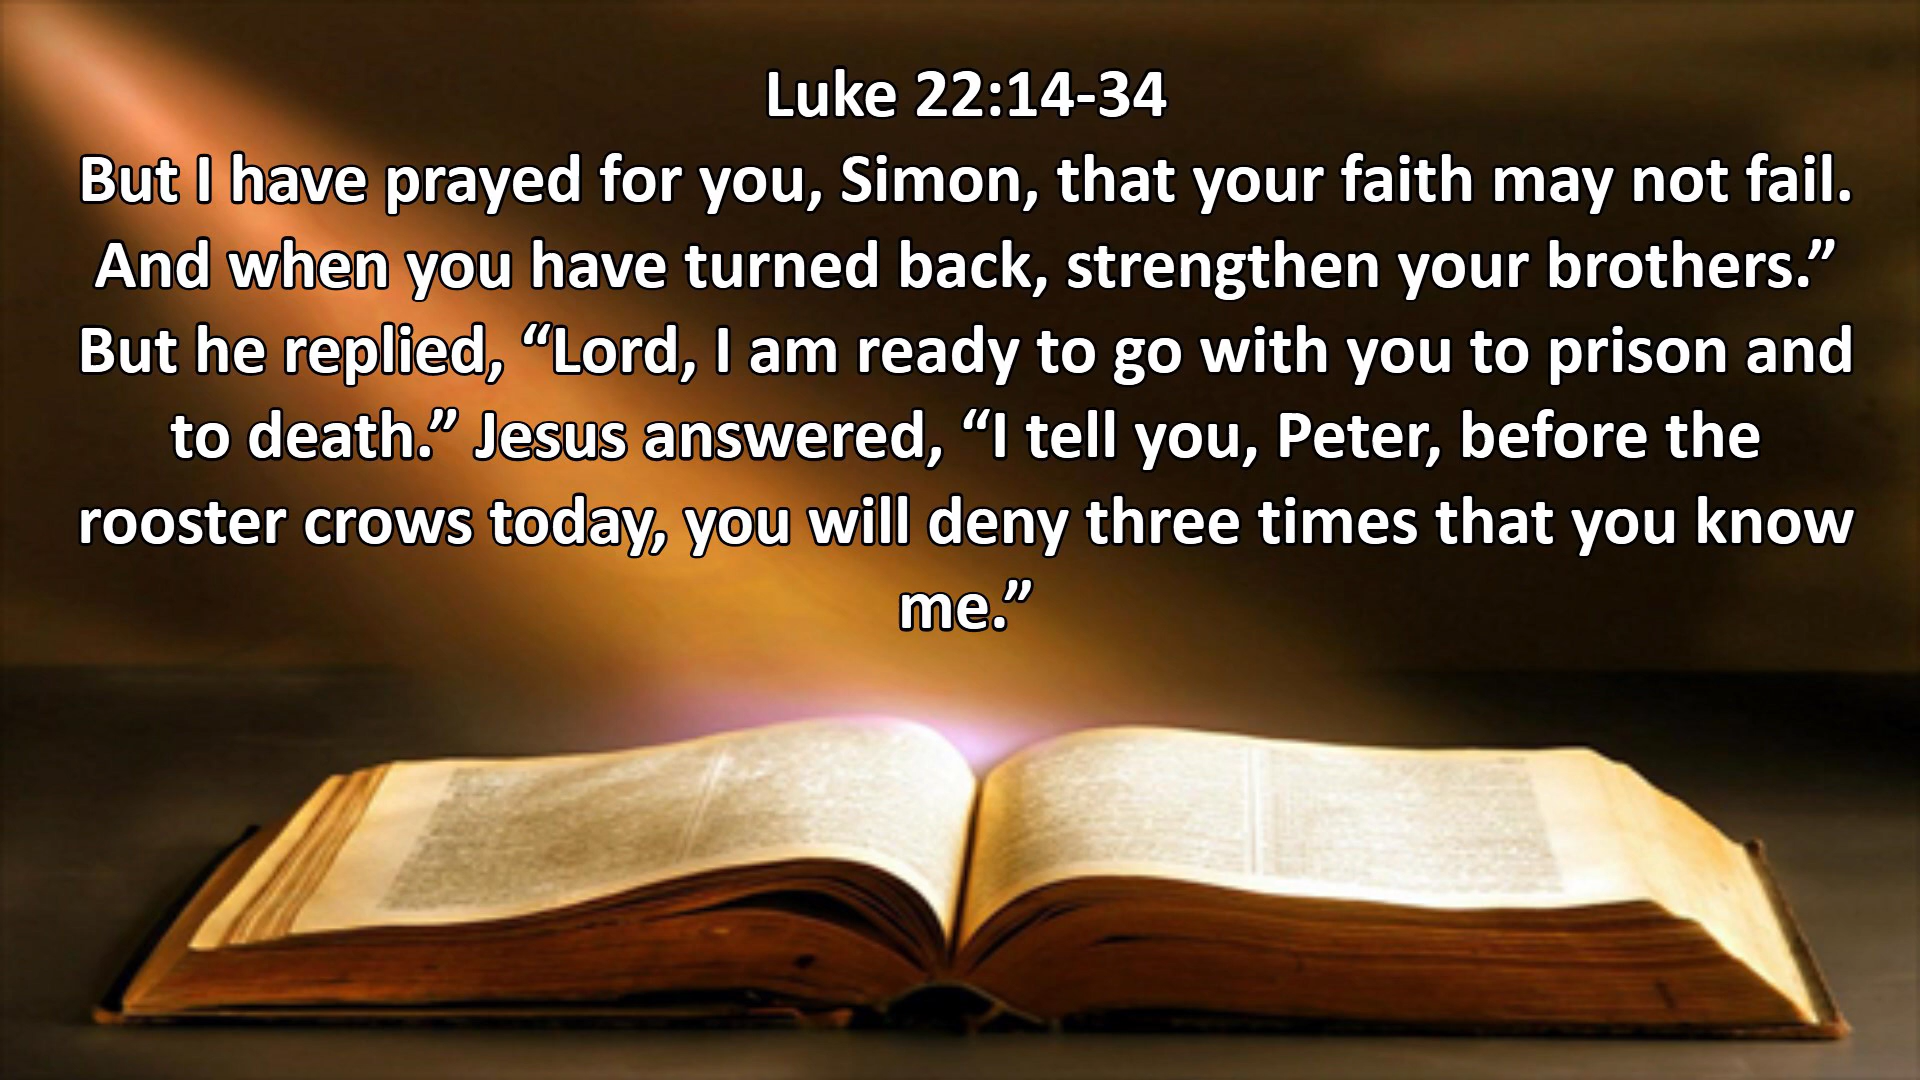 Luke 22:14-34
But I have prayed for you, Simon, that your faith may not fail.
And when you have turned back, strengthen your brothers.”
But he replied, “Lord, I am ready to go with you to prison and
to death.” Jesus answered, “I tell you, Peter, before the
rooster crows today, you will deny three times that you know
me.”